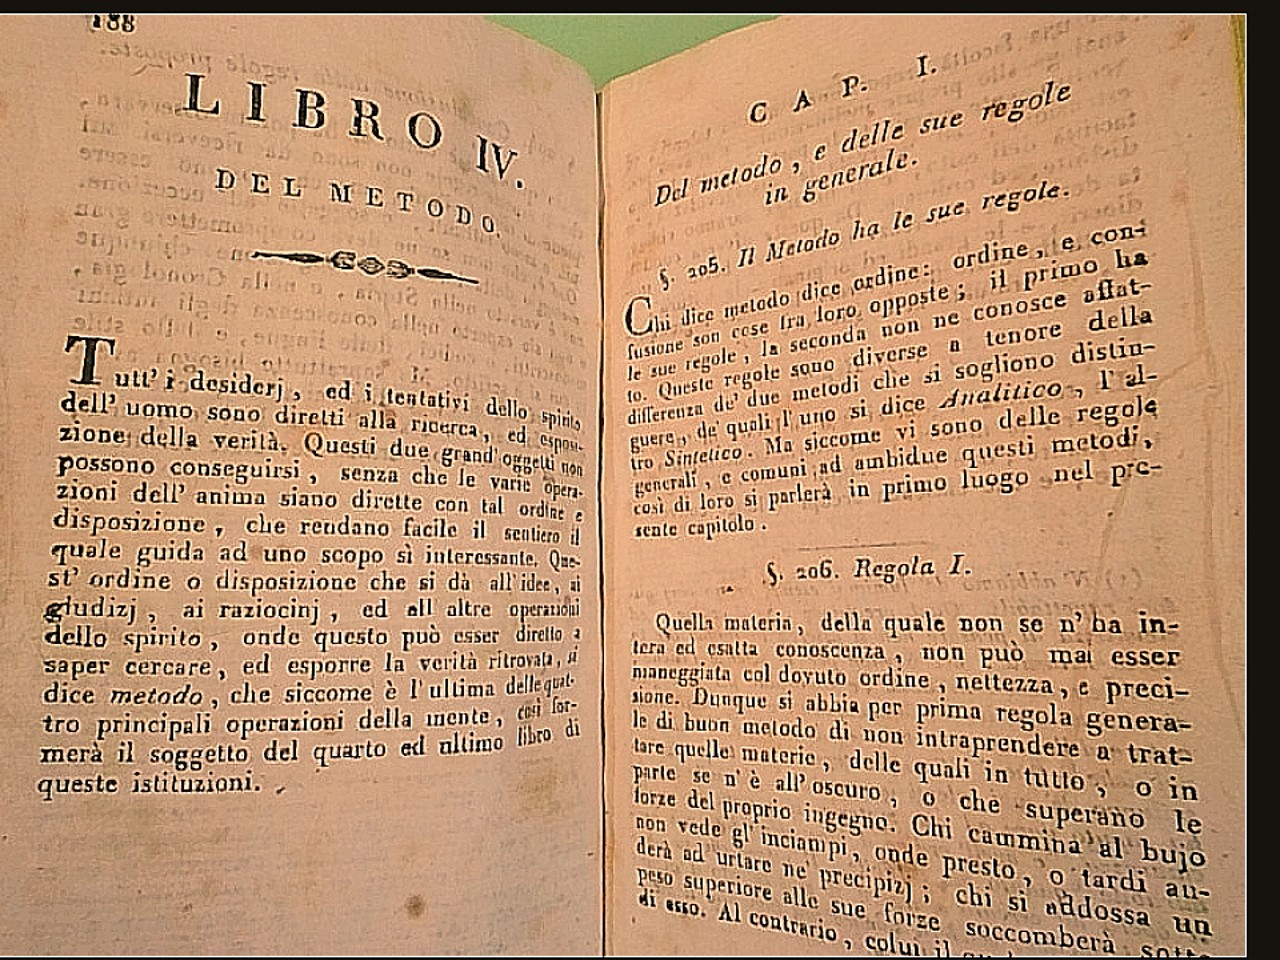 188
LIBRO IV.
DEL METODO.
Tutt' i desiderj, ed i tentativi dello spirito
dell' uomo sono diretti alla ricerca, ed esposi-
zione della verità. Questi due grand' oggetti non
possono conseguirsi, senza che le varie opera-
zioni dell' anima siano dirette con tal ordine e
disposizione, che rendano facile il sentiero il
quale guida ad uno scopo sì interessante. Que-
st' ordine o disposizione che si dà all' idee, ai
giudizj, ai raziocinj, ed all altre operazioni
dello spirito, onde questo può esser diretto a
saper cercare, ed esporre la verità ritrovata, si
dice metodo, che siccome è l' ultima delle quat-
tro principali operazioni della mente, così for-
merà il soggetto del quarto ed ultimo libro di
queste istituzioni.
CAP. I.
Del metodo, e delle sue regole
in generale.
§. 205. Il Metodo ha le sue regole.
Chi dice metodo dice ordine: ordine, e con-
fusione son cose fra loro opposte; il primo ha
le sue regole, la seconda non ne conosce affat-
to. Queste regole sono diverse a tenore della
differenza de' due metodi che si sogliono distin-
guere, de' quali l' uno si dice Analitico, l' al-
tro Sintetico. Ma siccome vi sono delle regole
generali, e comuni ad ambidue questi metodi,
così di loro si parlerà in primo luogo nel pre-
sente capitolo.
§. 206. Regola I.
Quella materia, della quale non se n' ha in-
tera ed esatta conoscenza, non può mai esser
maneggiata col dovuto ordine, nettezza, e preci-
sione. Dunque si abbia per prima regola genera-
le di buon metodo di non intraprendere a trat-
tare quelle materie, delle quali in tutto, o in
parte se n' è all' oscuro, o che superano le
forze del proprio ingegno. Chi cammina al bujo
non vede gl' inciampi, onde presto, o tardi an-
derà ad urtare ne' precipizj; chi si addossa un
peso superiore alle sue forze soccomberà sotto
di esso. Al contrario, colui il